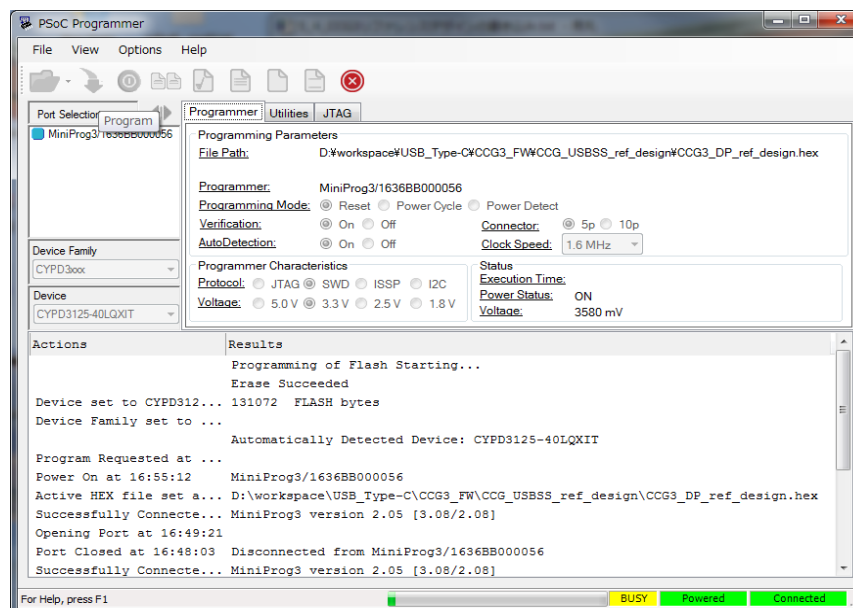 PSoC Programmer
File View Options Help
Port Selection
Program
MiniProg3/1636BB000056
Device Family
CYPD3xxx
Device
CYPD3125-40LQXIT
Programmer Utilities JTAG
Programming Parameters
File Path: D:¥workspace¥USB_Type-C¥CCG3_FW¥CCG_USBSS_ref_design¥CCG3_DP_ref_design.hex
Programmer: MiniProg3/1636BB000056
Programming Mode: Reset Power Cycle Power Detect
Verification: On Off Connector: 5p 10p
AutoDetection: On Off Clock Speed: 1.6 MHz
Programmer Characteristics
Protocol: JTAG SWD ISSP I2C
Voltage: 5.0 V 3.3 V 2.5 V 1.8 V
Status
Execution Time:
Power Status: ON
Voltage: 3580 mV
Actions Results
Programming of Flash Starting...
Erase Succeeded
Device set to CYPD312... 131072 FLASH bytes
Device Family set to ...
Automatically Detected Device: CYPD3125-40LQXIT
Program Requested at ...
Power On at 16:55:12 MiniProg3/1636BB000056
Active HEX file set a... D:\workspace\USB_Type-C\CCG3_FW\CCG_USBSS_ref_design\CCG3_DP_ref_design.hex
Successfully Connecte... MiniProg3 version 2.05 [3.08/2.08]
Opening Port at 16:49:21
Port Closed at 16:48:03 Disconnected from MiniProg3/1636BB000056
Successfully Connecte... MiniProg3 version 2.05 [3.08/2.08]
For Help, press F1 BUSY Powered Connected